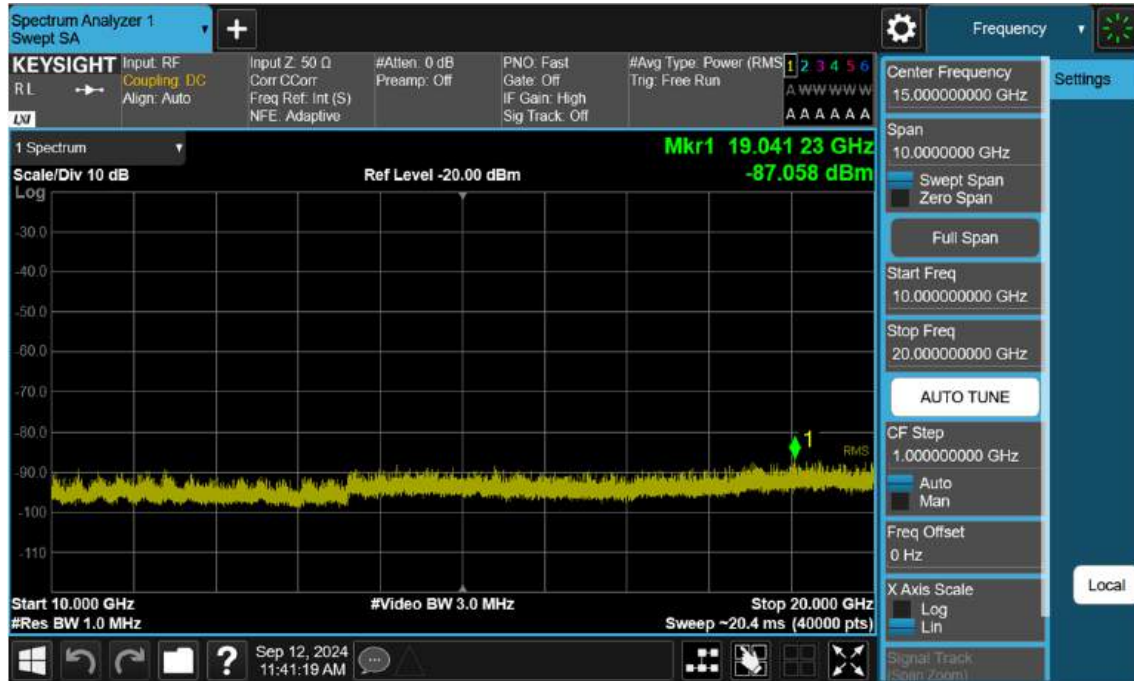 Spectrum Analyzer 1
Swept SA
Frequency
KEYSIGHT
RL
LXI
Input: RF
Coupling: DC
Align: Auto
Input Z: 50 Ω
Corr CCorr
Freq Ref: Int (S)
NFE: Adaptive
#Atten: 0 dB
Preamp: Off
PNO: Fast
Gate: Off
IF Gain: High
Sig Track: Off
#Avg Type: Power (RMS
Trig: Free Run
1 2 3 4 5 6
A W W W W W
A A A A A A
1 Spectrum
Scale/Div 10 dB
Ref Level -20.00 dBm
Mkr1 19.041 23 GHz
-87.058 dBm
Log
-30.0
-40.0
-50.0
-60.0
-70.0
-80.0
-90.0
-100
-110
1
RMS
Start 10.000 GHz
#Res BW 1.0 MHz
#Video BW 3.0 MHz
Stop 20.000 GHz
Sweep ~20.4 ms (40000 pts)
Center Frequency
15.000000000 GHz
Span
10.0000000 GHz
Swept Span
Zero Span
Full Span
Start Freq
10.000000000 GHz
Stop Freq
20.000000000 GHz
AUTO TUNE
CF Step
1.000000000 GHz
Auto
Man
Freq Offset
0 Hz
X Axis Scale
Log
Lin
Signal Track
(Span Zoom)
Settings
Local
?
Sep 12, 2024
11:41:19 AM